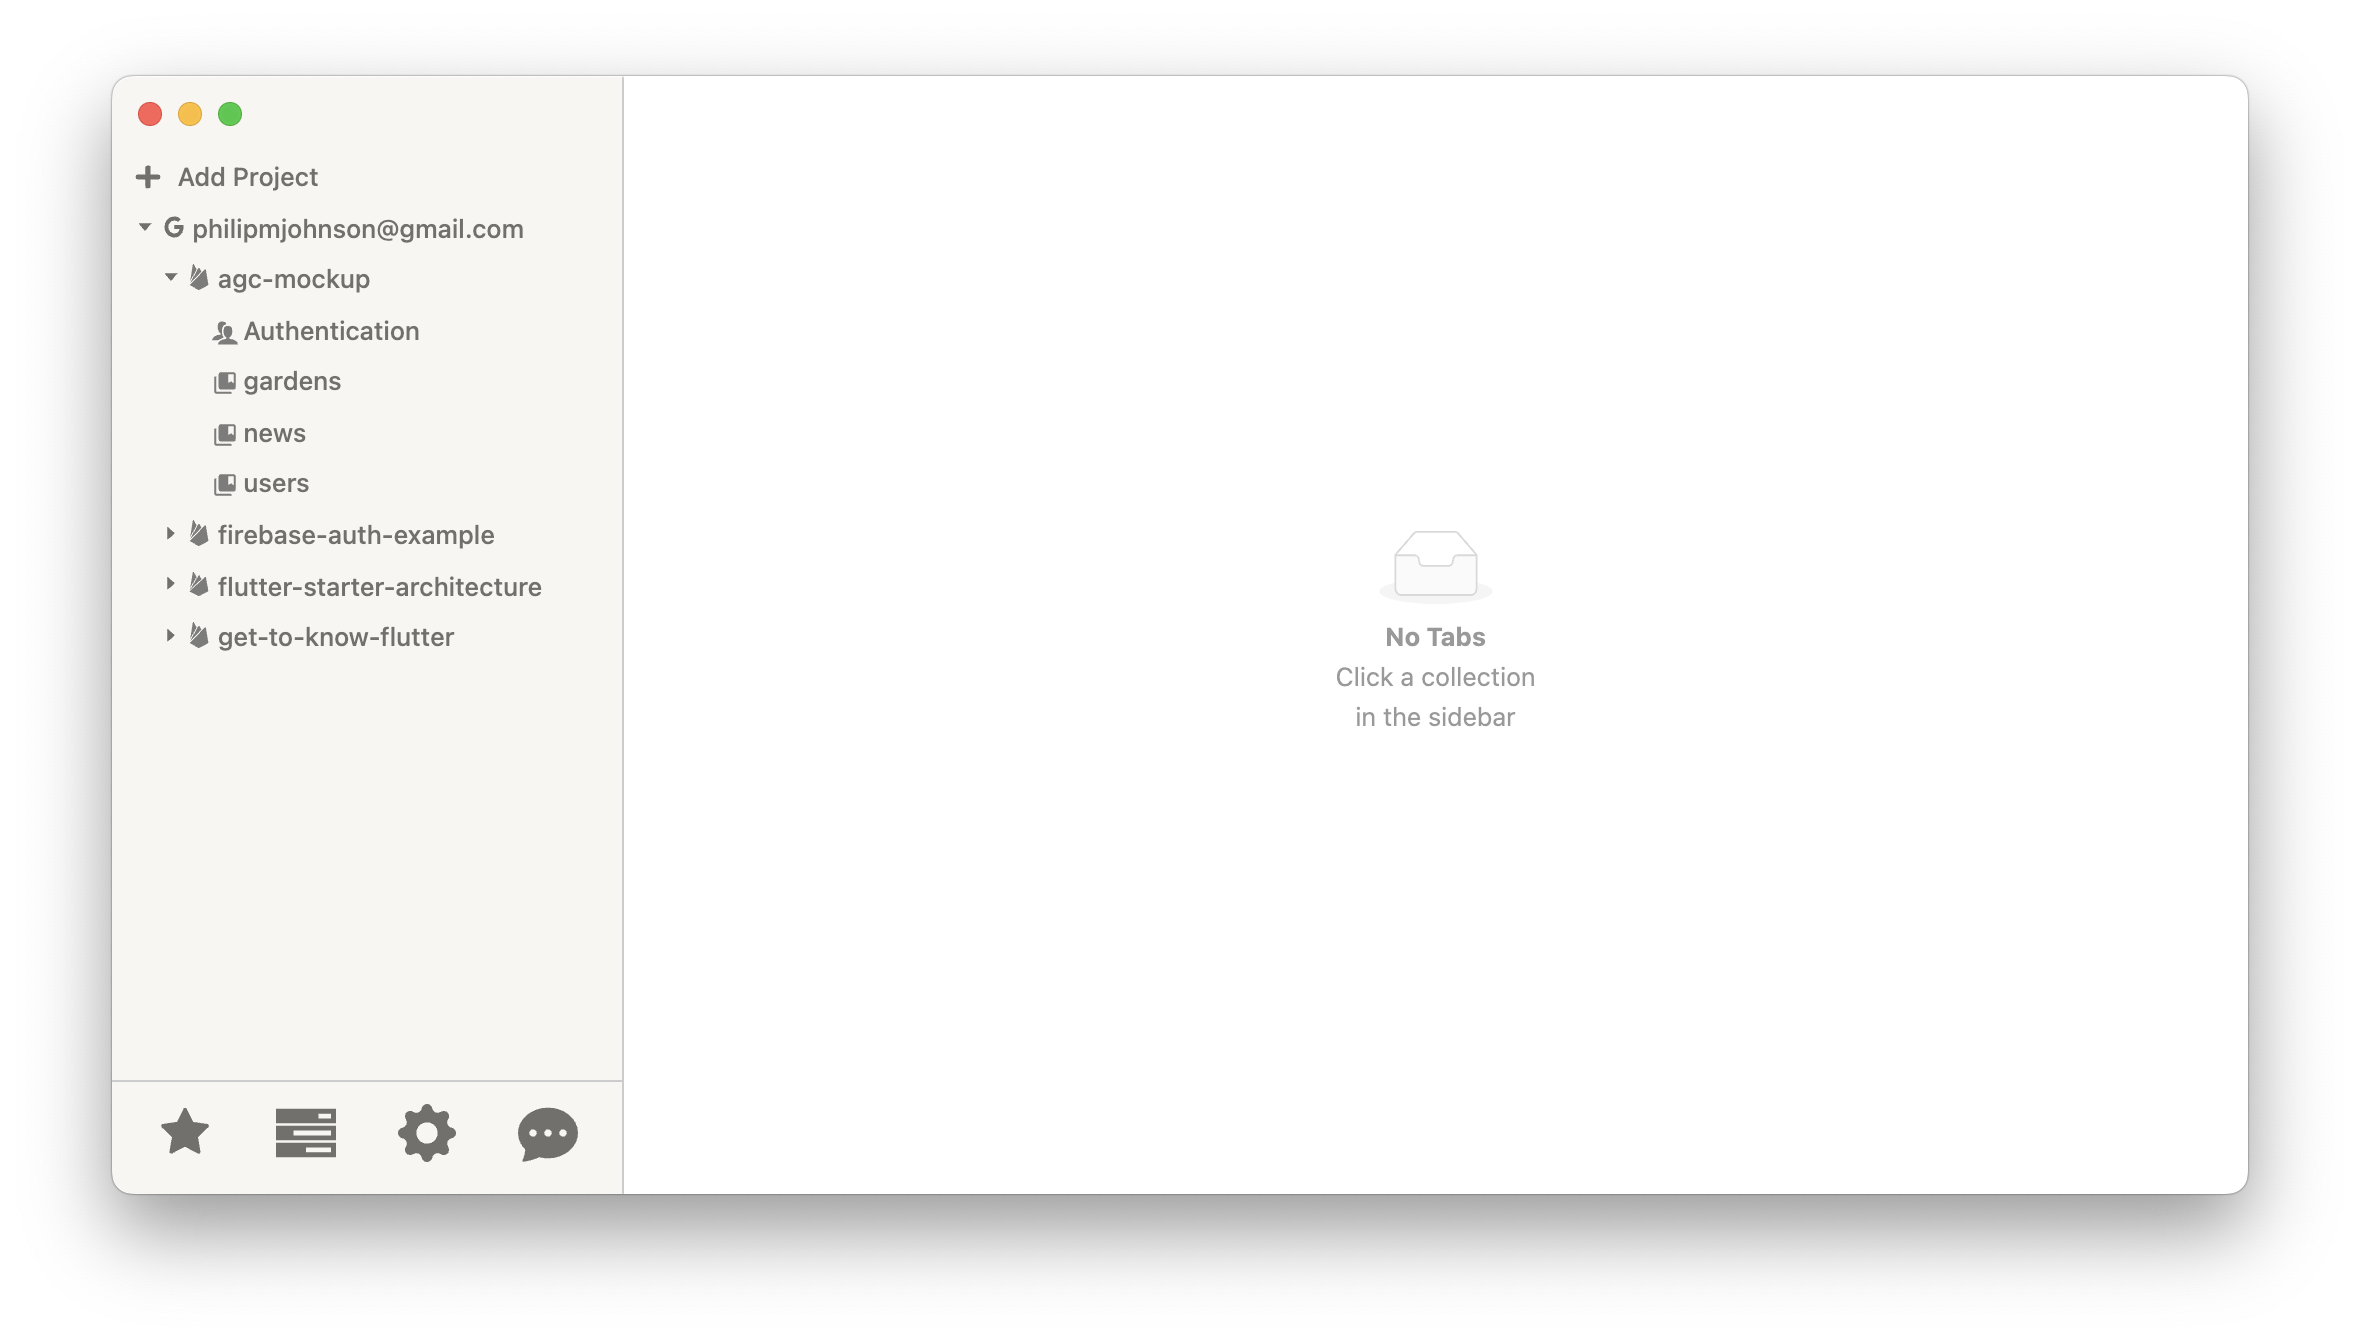 Add Project
philipmjohnson@gmail.com
agc-mockup
Authentication
gardens
news
users
firebase-auth-example
flutter-starter-architecture
get-to-know-flutter
No Tabs
Click a collection
in the sidebar